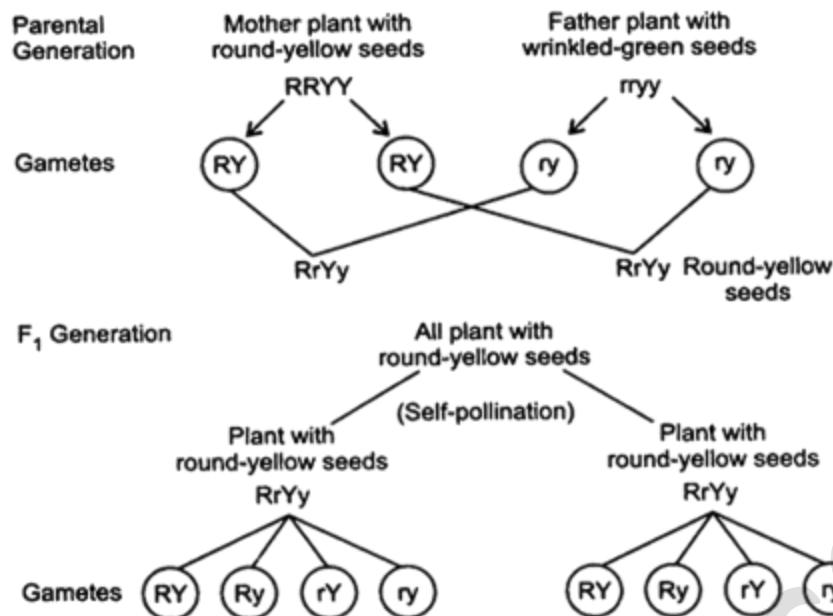 Parental Generation
Mother plant with round-yellow seeds
Father plant with wrinkled-green seeds
RRYY
rryy
Gametes
RY
RY
ry
ry
RrYy
RrYy
Round-yellow seeds
F1 Generation
All plant with round-yellow seeds
(Self-pollination)
Plant with round-yellow seeds
Plant with round-yellow seeds
RrYy
RrYy
Gametes
RY
Ry
rY
ry
RY
Ry
rY